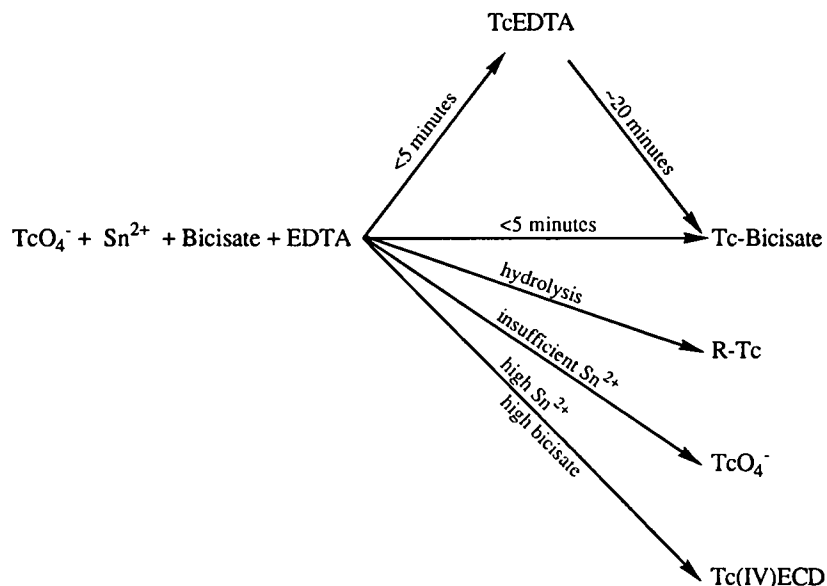 TcEDTA
<5 minutes
~20 minutes
TcO₄⁻ + Sn²⁺ + Bicisate + EDTA
<5 minutes
Tc-Bicisate
hydrolysis
R-Tc
insufficient Sn²⁺
high Sn²⁺
high bicisate
TcO₄⁻
Tc(IV)ECD